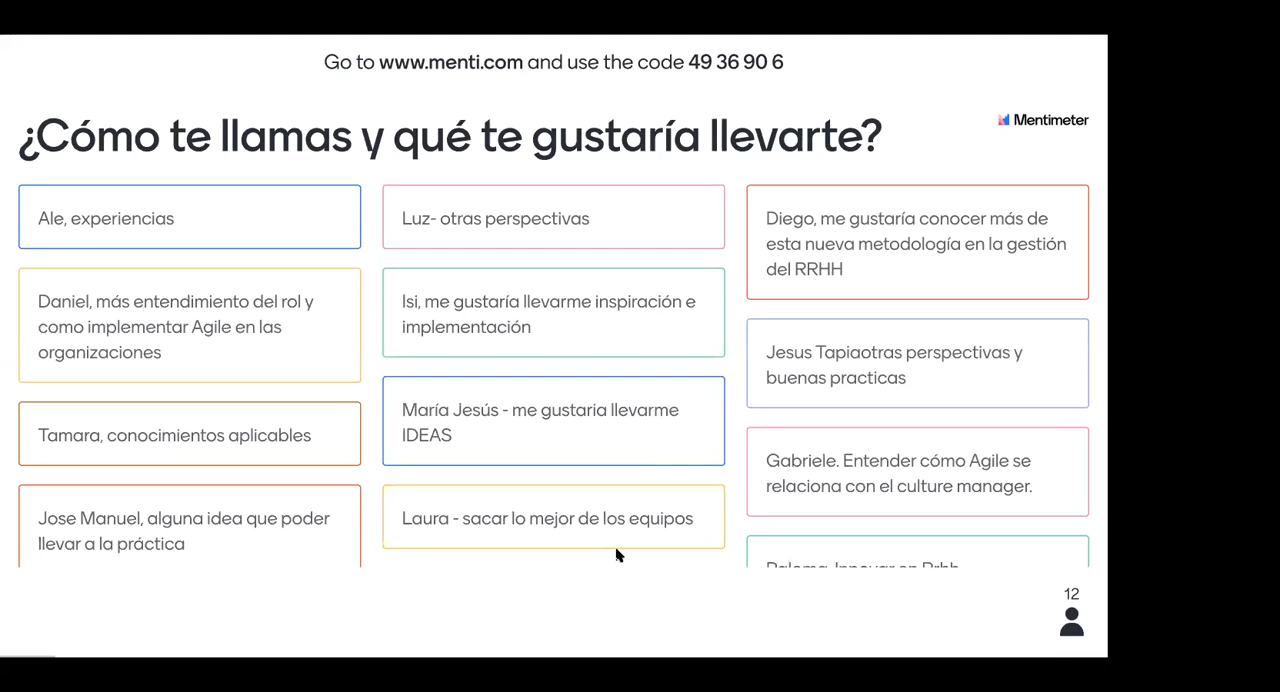 Go to www.menti.com and use the code 49 36 90 6
¿Cómo te llamas y qué te gustaría llevarte?
Mentimeter
Ale, experiencias
Daniel, más entendimiento del rol y
como implementar Agile en las
organizaciones
Tamara, conocimientos aplicables
Jose Manuel, alguna idea que poder
llevar a la práctica
Luz- otras perspectivas
Isi, me gustaría llevarme inspiración e
implementación
María Jesús - me gustaria llevarme
IDEAS
Laura - sacar lo mejor de los equipos
Diego, me gustaría conocer más de
esta nueva metodología en la gestión
del RRHH
Jesus Tapiaotras perspectivas y
buenas practicas
Gabriele. Entender cómo Agile se
relaciona con el culture manager.
12